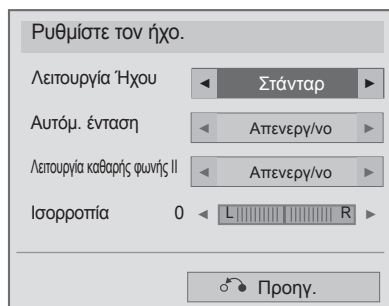 Ρυθμίστε τον ήχο.
Λειτουργία Ήχου ◄ Στάνταρ ►
Αυτόμ. ένταση ◄ Απενεργ/νο ►
Λειτουργία καθαρής φωνής II ◄ Απενεργ/νο ►
Ισορροπία 0 ◄ L R ►
Προηγ.